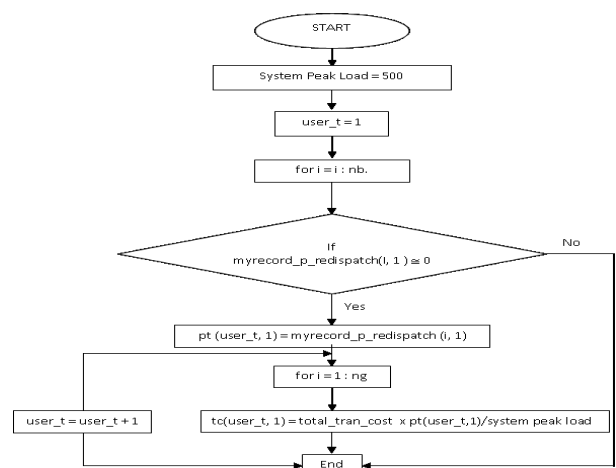 START
System Peak Load = 500
user_t = 1
for i = i : nb.
If
myrecord_p_redispatch(I, 1) ≅ 0
No
Yes
pt (user_t, 1) = myrecord_p_redispatch (i, 1)
for i = 1 : ng
user_t = user_t + 1
tc(user_t, 1) = total_tran_cost x pt(user_t,1)/system peak load
End